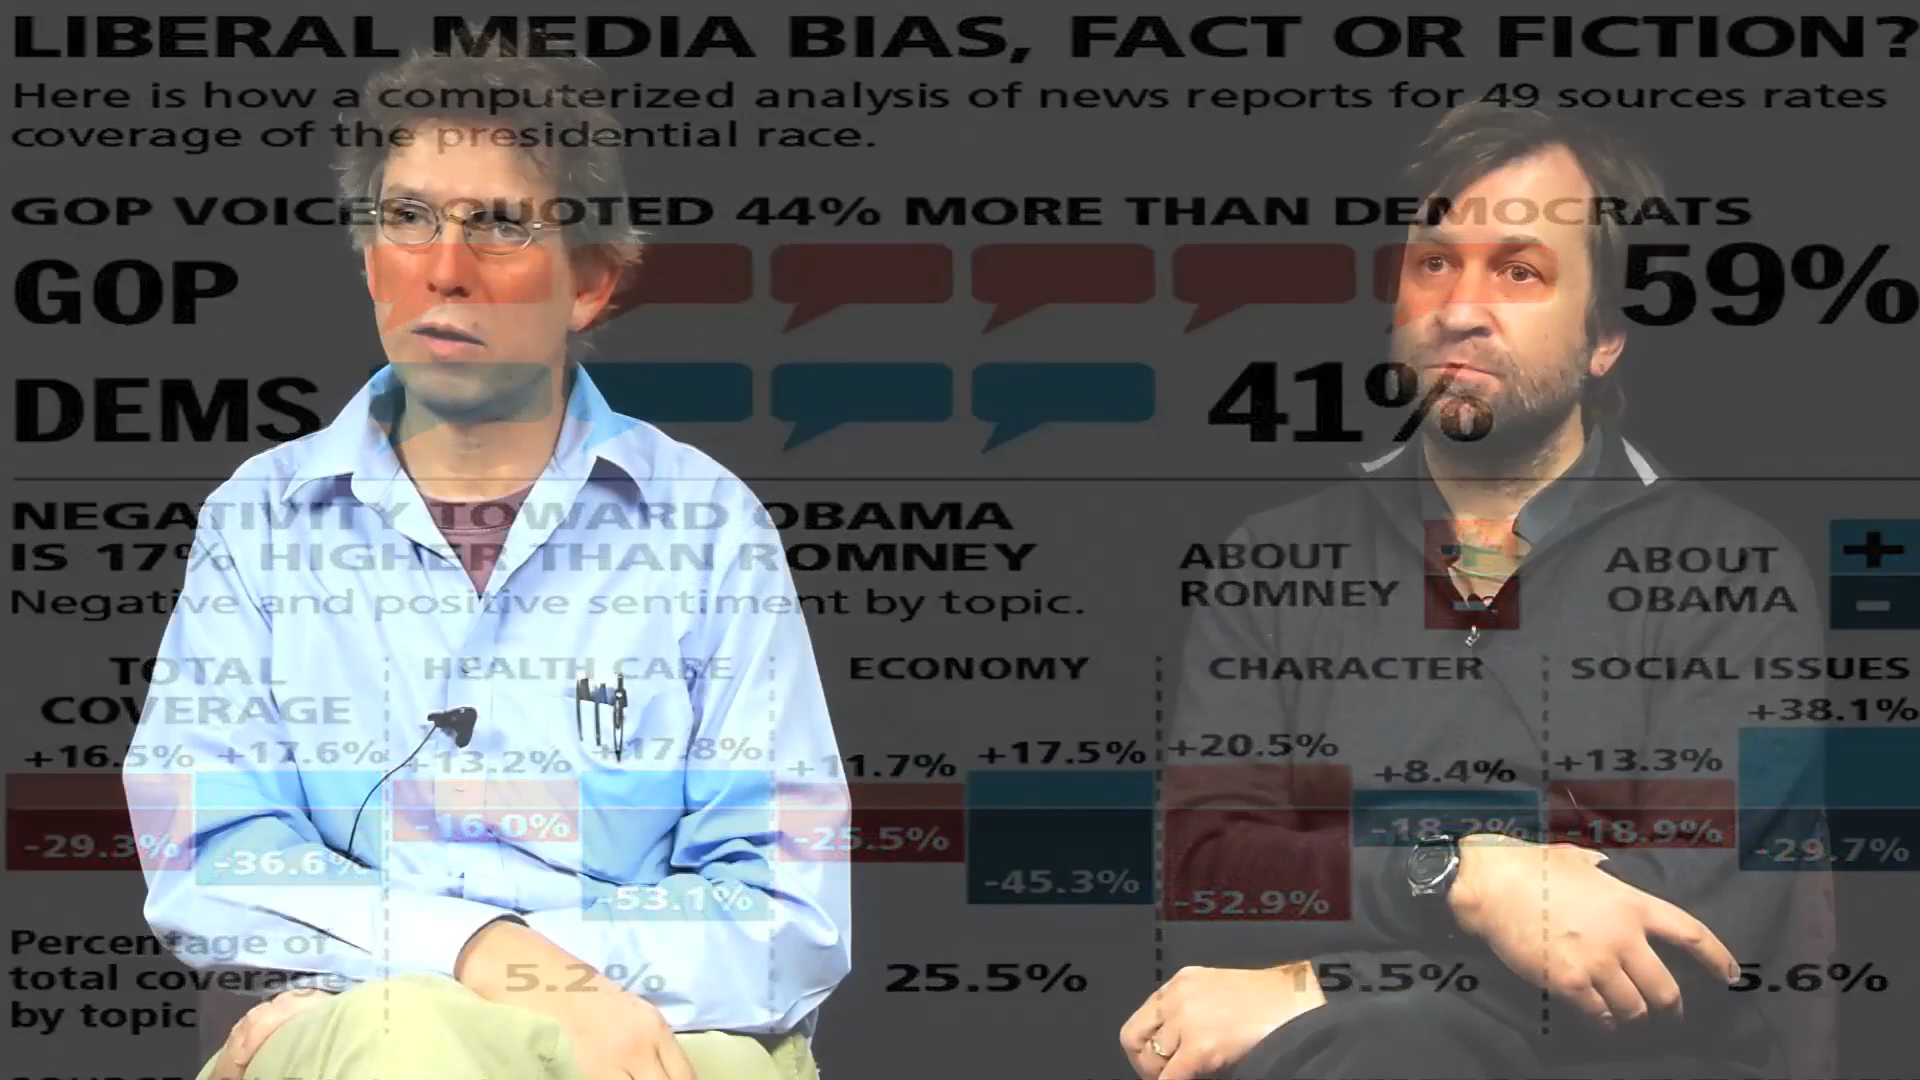 LIBERAL MEDIA BIAS, FACT OR FICTION?
Here is how a computerized analysis of news reports for 49 sources rates
coverage of the presidential race.
GOP VOICES QUOTED 44% MORE THAN DEMOCRATS
GOP 59%
DEMS 41%
NEGATIVITY TOWARD OBAMA
IS 17% HIGHER THAN ROMNEY
Negative and positive sentiment by topic.
ABOUT
ROMNEY
+
-
ABOUT
OBAMA
+
-
TOTAL
COVERAGE
HEALTH CARE
ECONOMY
CHARACTER
SOCIAL ISSUES
+16.5% +17.6% +13.2% +17.8% +11.7% +17.5% +20.5% +8.4% +13.3% +38.1%
-29.3% -36.6% -16.0% -53.1% -25.5% -45.3% -52.9% -18.2% -18.9% -29.7%
Percentage of
total coverage
by topic
5.2% 25.5% 15.5% 5.6%